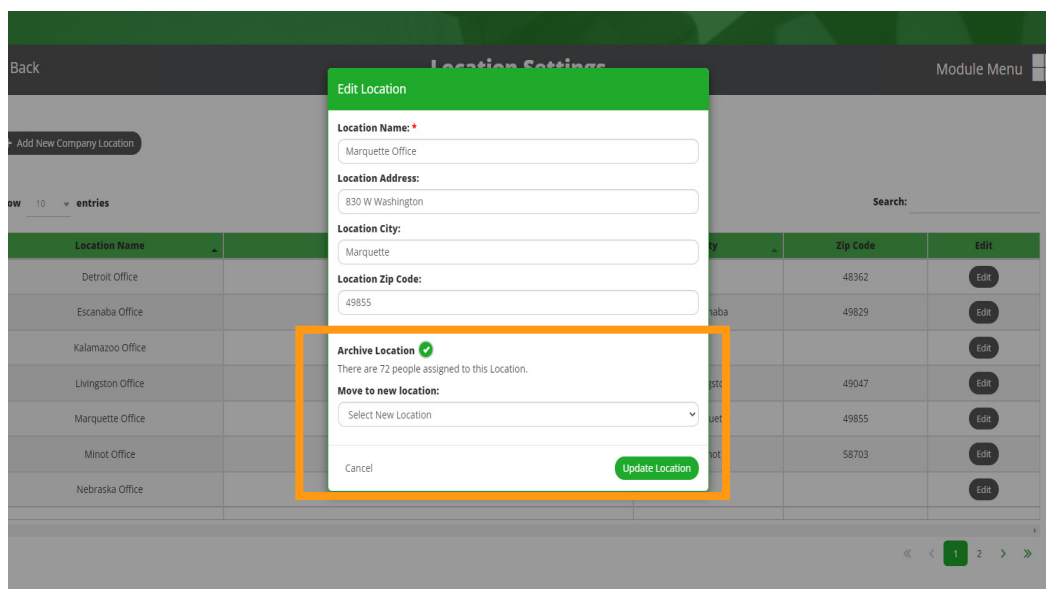 Back
Location Settings
Module Menu
Edit Location
Location Name: *
Marquette Office
Add New Company Location
Location Address:
830 W Washington
10 entries
Search:
Location City:
Marquette
Location Name
Zip Code
Edit
Location Zip Code:
49855
Detroit Office
48362
Edit
Escanaba Office
49829
Edit
Kalamazoo Office
Edit
Archive Location
There are 72 people assigned to this Location.
Move to new location:
Select New Location
Livingston Office
49047
Edit
Marquette Office
49855
Edit
Minot Office
58703
Edit
Cancel
Update Location
Nebraska Office
Edit
« < 1 2 > »